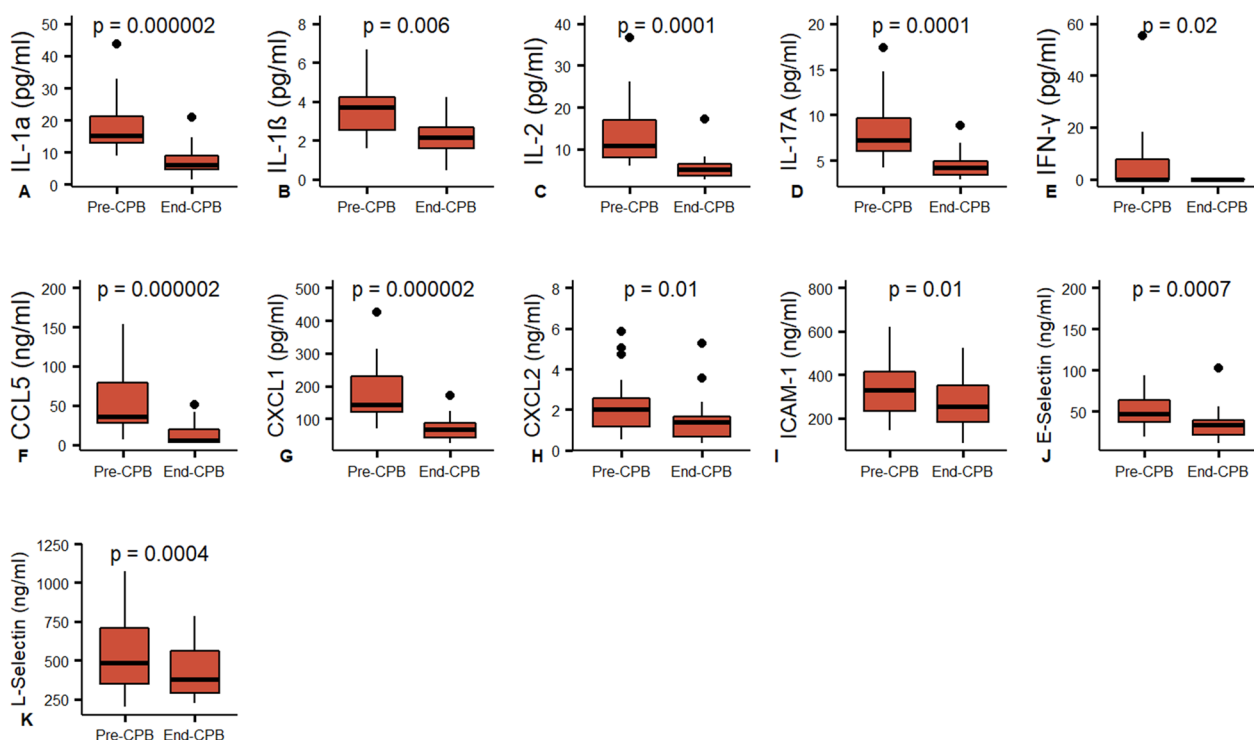 p = 0.000002
50
40
30
20
10
0
IL-1a (pg/ml)
Pre-CPB End-CPB
A
p = 0.006
8
6
4
2
0
IL-1ß (pg/ml)
Pre-CPB End-CPB
B
p = 0.0001
40
30
20
10
IL-2 (pg/ml)
Pre-CPB End-CPB
C
p = 0.0001
20
15
10
5
IL-17A (pg/ml)
Pre-CPB End-CPB
D
p = 0.02
60
40
20
0
IFN-γ (pg/ml)
Pre-CPB End-CPB
E
p = 0.000002
200
150
100
50
0
CCL5 (ng/ml)
Pre-CPB End-CPB
F
p = 0.000002
500
400
300
200
100
CXCL1 (pg/ml)
Pre-CPB End-CPB
G
p = 0.01
8
6
4
2
0
CXCL2 (ng/ml)
Pre-CPB End-CPB
H
p = 0.01
800
600
400
200
ICAM-1 (ng/ml)
Pre-CPB End-CPB
I
p = 0.0007
200
150
100
50
E-Selectin (ng/ml)
Pre-CPB End-CPB
J
p = 0.0004
1250
1000
750
500
250
L-Selectin (ng/ml)
Pre-CPB End-CPB
K